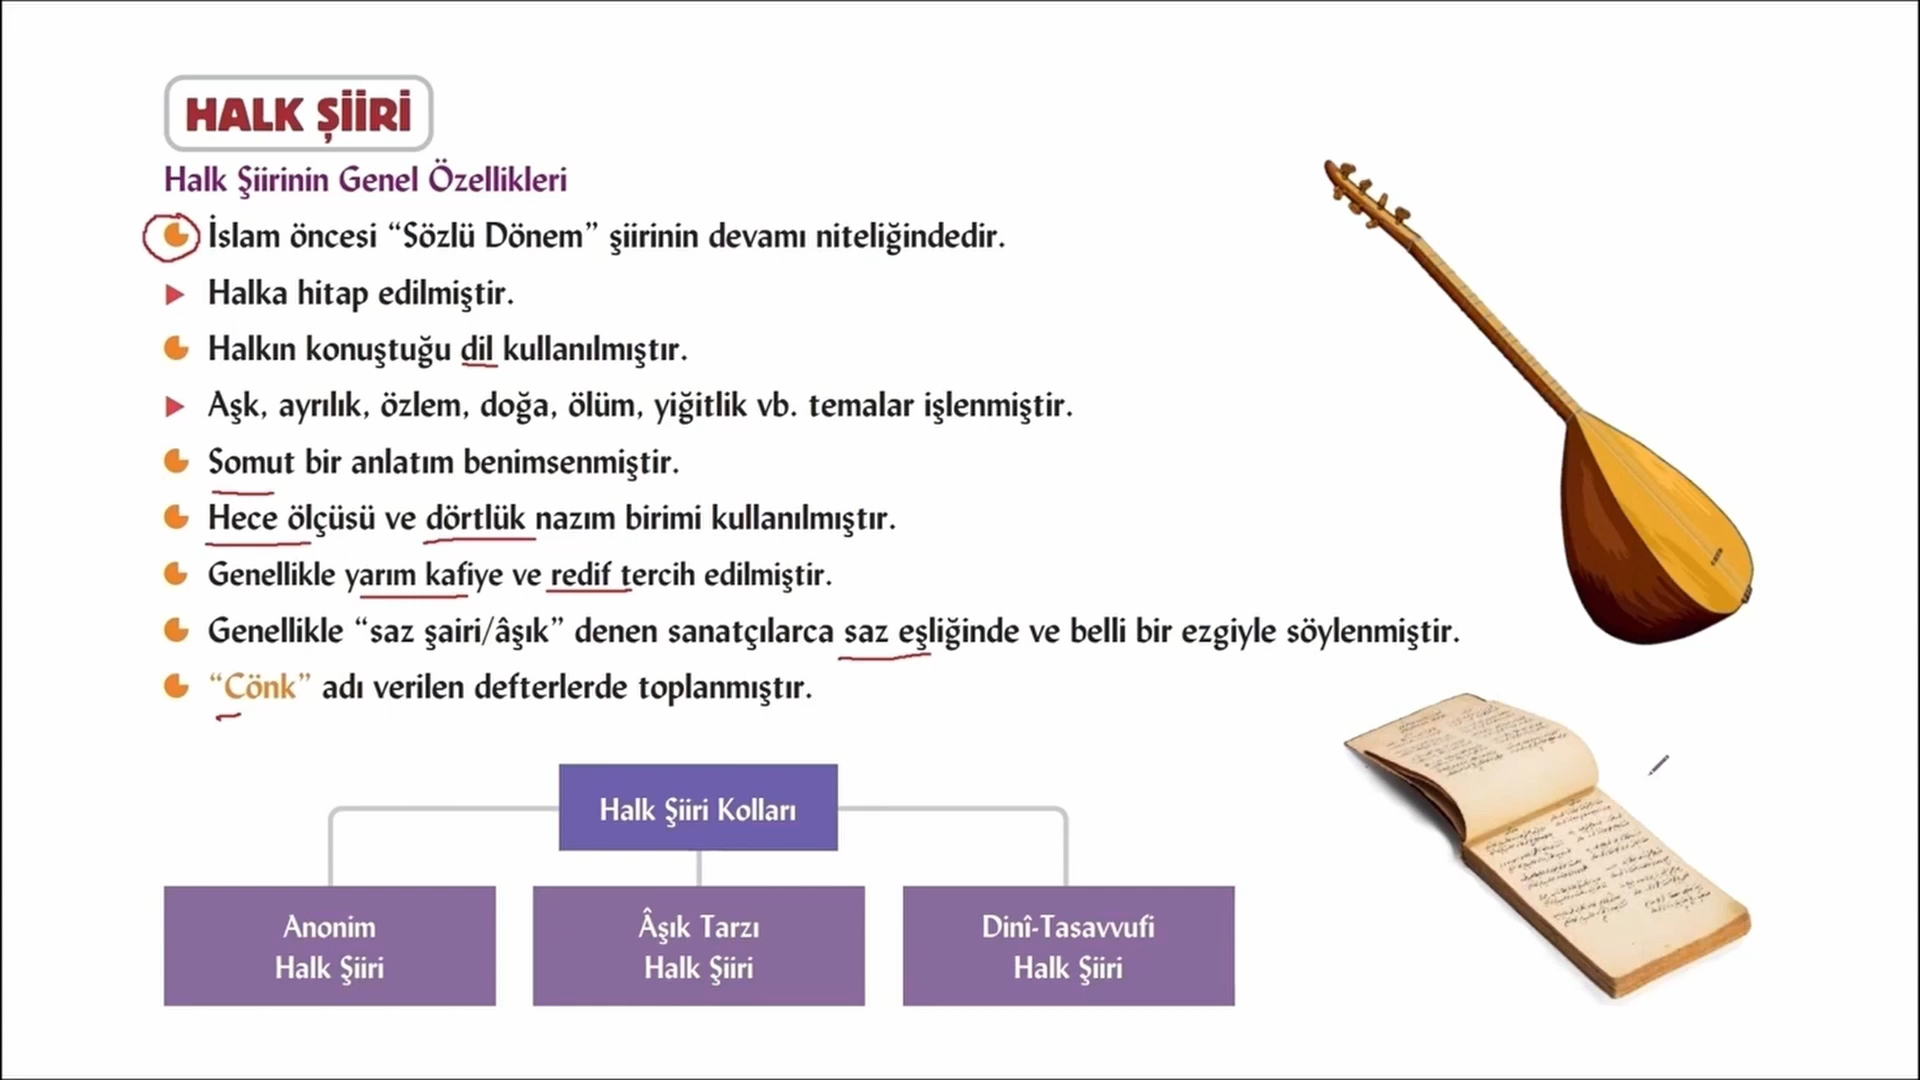 HALK ŞİİRİ
Halk Şiirinin Genel Özellikleri
İslam öncesi “Sözlü Dönem” şiirinin devamı niteliğindedir.
Halka hitap edilmiştir.
Halkın konuştuğu dil kullanılmıştır.
Aşk, ayrılık, özlem, doğa, ölüm, yiğitlik vb. temalar işlenmiştir.
Somut bir anlatım benimsenmiştir.
Hece ölçüsü ve dörtlük nazım birimi kullanılmıştır.
Genellikle yarım kafiye ve redif tercih edilmiştir.
Genellikle “saz şairi/âşık” denen sanatçılarca saz eşliğinde ve belli bir ezgiyle söylenmiştir.
“Cönk” adı verilen defterlerde toplanmıştır.
Halk Şiiri Kolları
Anonim
Halk Şiiri
Âşık Tarzı
Halk Şiiri
Dinî-Tasavvufi
Halk Şiiri